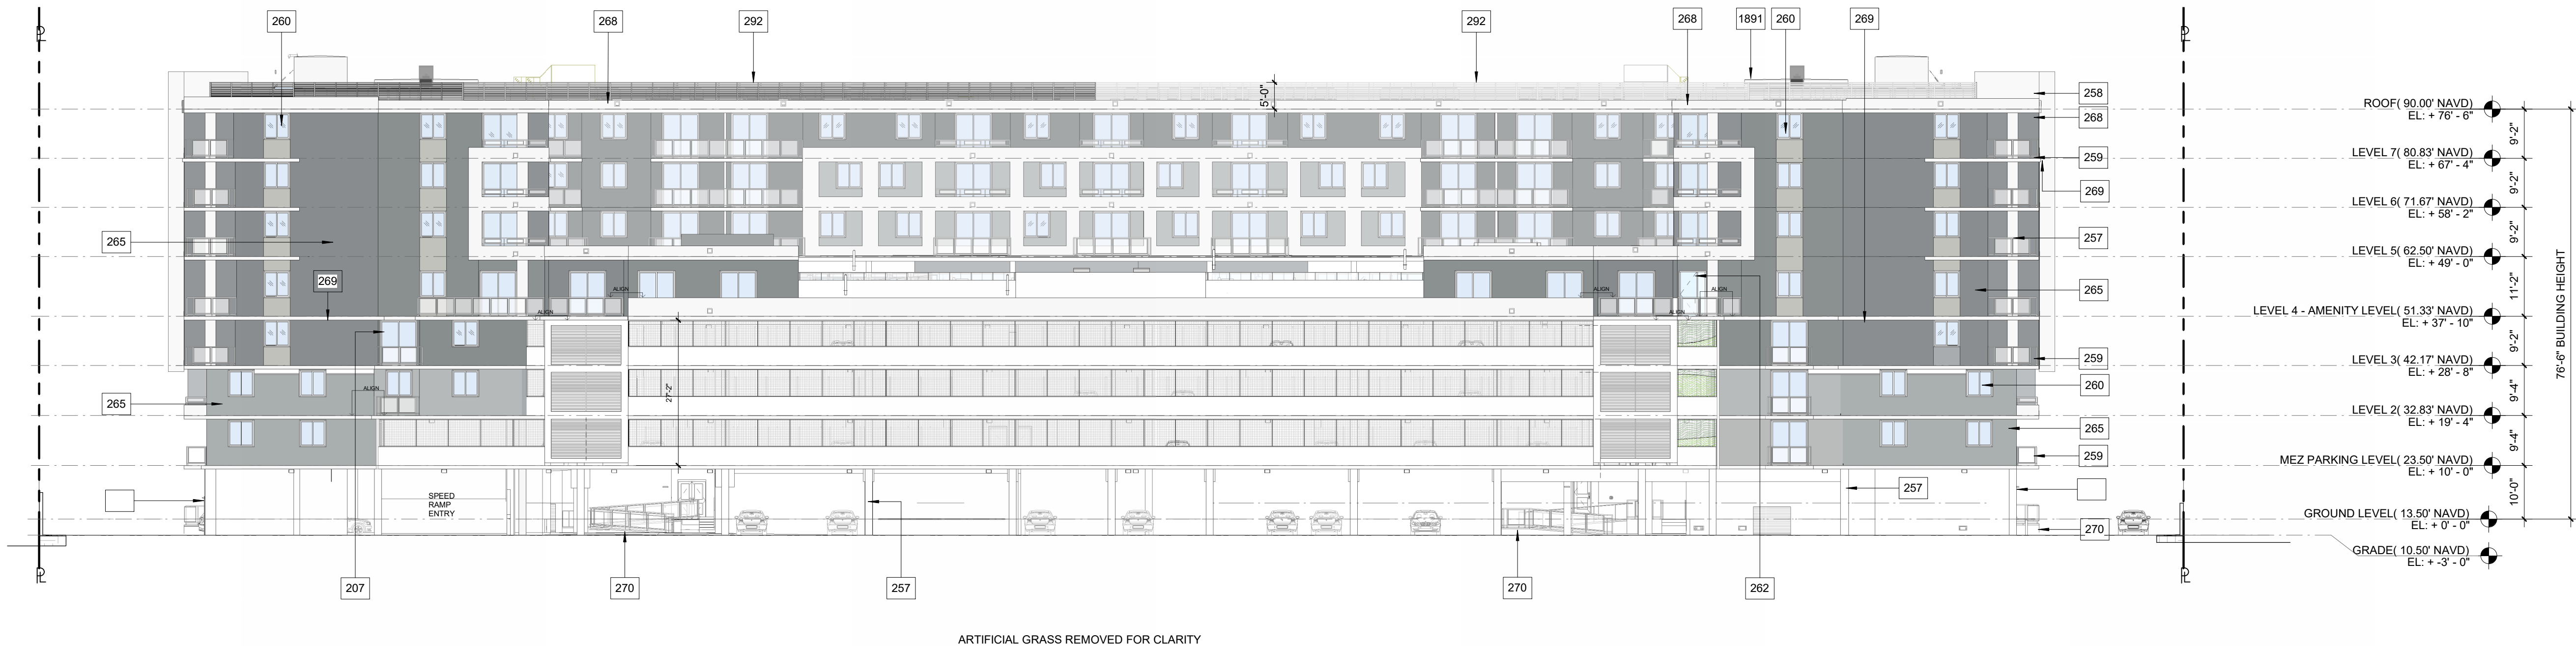 260
268
292
292
268
1891
260
269
PL
PL
5'-0"
258
268
259
269
257
265
259
260
265
259
270
ROOF( 90.00' NAVD)
EL: + 76' - 6"
9'-2"
LEVEL 7( 80.83' NAVD)
EL: + 67' - 4"
9'-2"
LEVEL 6( 71.67' NAVD)
EL: + 58' - 2"
9'-2"
LEVEL 5( 62.50' NAVD)
EL: + 49' - 0"
11'-2"
LEVEL 4 - AMENITY LEVEL( 51.33' NAVD)
EL: + 37' - 10"
9'-2"
LEVEL 3( 42.17' NAVD)
EL: + 28' - 8"
9'-4"
LEVEL 2( 32.83' NAVD)
EL: + 19' - 4"
9'-4"
MEZ PARKING LEVEL( 23.50' NAVD)
EL: + 10' - 0"
10'-0"
GROUND LEVEL( 13.50' NAVD)
EL: + 0' - 0"
GRADE( 10.50' NAVD)
EL: + -3' - 0"
76'-6" BUILDING HEIGHT
265
269
265
ALIGN
ALIGN
ALIGN
ALIGN
ALIGN
ALIGN
27'-2"
SPEED
RAMP
ENTRY
257
PL
207
270
257
270
262
PL
ARTIFICIAL GRASS REMOVED FOR CLARITY